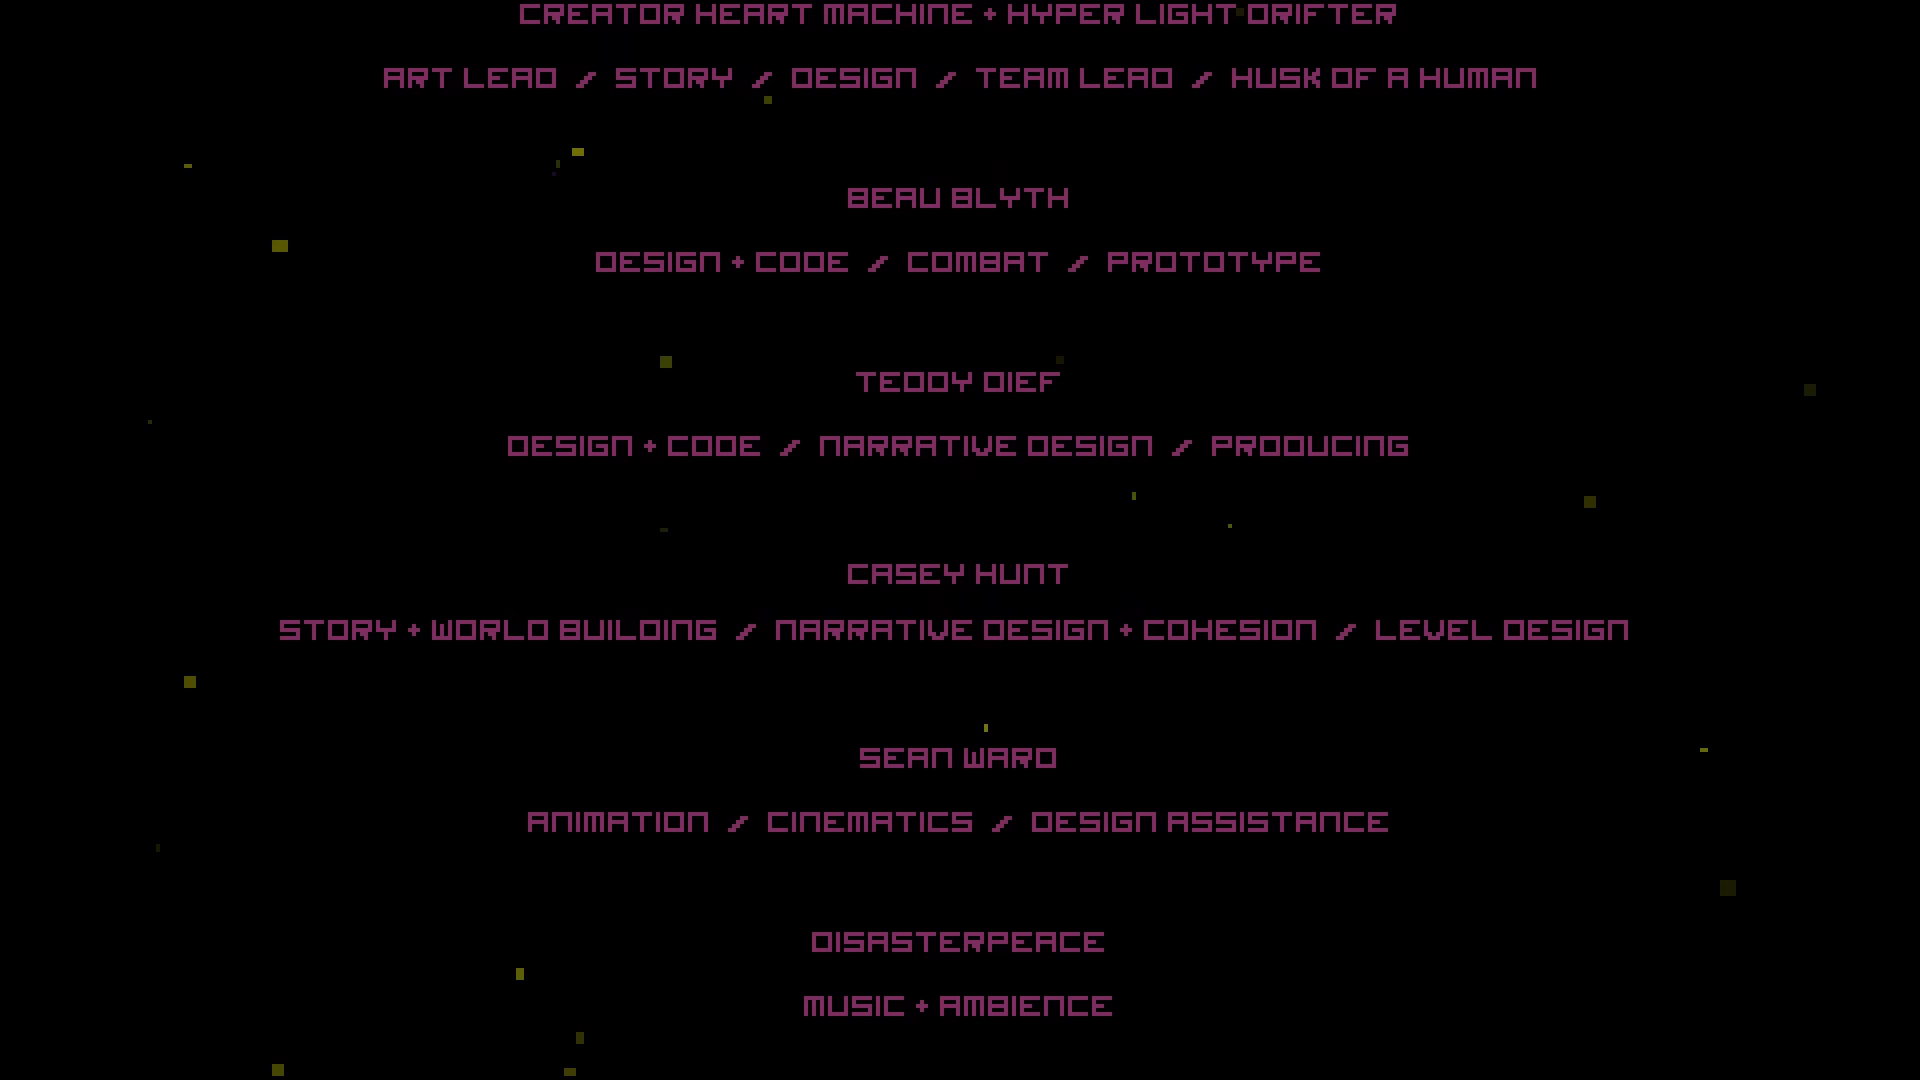 CREATOR HEART MACHINE + HYPER LIGHT DRIFTER
ART LEAD / STORY / DESIGN / TEAM LEAD / HUSK OF A HUMAN
BEAU BLYTH
DESIGN + CODE / COMBAT / PROTOTYPE
TEDDY DIEF
DESIGN + CODE / NARRATIVE DESIGN / PRODUCING
CASEY HUNT
STORY + WORLD BUILDING / NARRATIVE DESIGN + COHESION / LEVEL DESIGN
SEAN WARD
ANIMATION / CINEMATICS / DESIGN ASSISTANCE
DISASTERPEACE
MUSIC + AMBIENCE